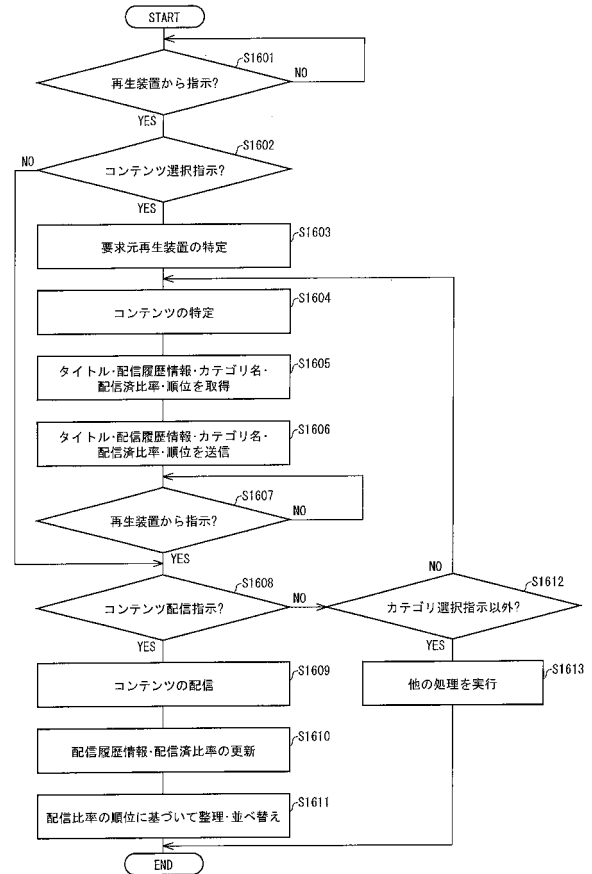 START
S1601
再生装置から指示?
NO
YES
S1602
NO
コンテンツ選択指示?
YES
S1603
要求元再生装置の特定
S1604
コンテンツの特定
S1605
タイトル・配信履歴情報・カテゴリ名・
配信済比率・順位を取得
S1606
タイトル・配信履歴情報・カテゴリ名・
配信済比率・順位を送信
S1607
再生装置から指示?
NO
YES
S1608
コンテンツ配信指示?
NO
YES
NO
S1612
カテゴリ選択指示以外?
YES
S1609
コンテンツの配信
S1613
他の処理を実行
S1610
配信履歴情報・配信済比率の更新
S1611
配信比率の順位に基づいて整理・並べ替え
END